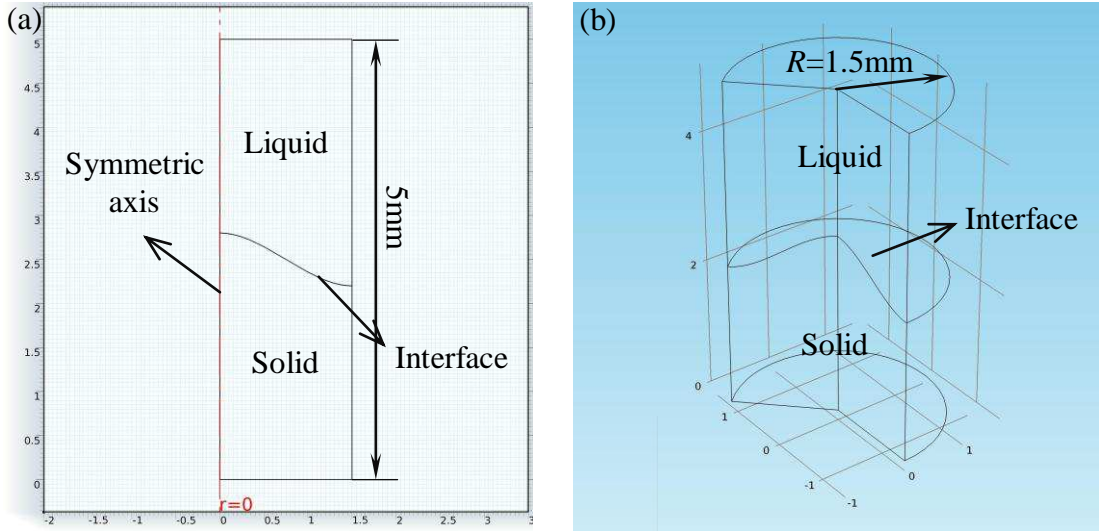 (a)
5
4.5
4
3.5
3
2.5
2
1.5
1
0.5
0
Liquid
Symmetric
axis
5mm
Solid
Interface
r=0
-2
-1.5
-1
-0.5
0
0.5
1
1.5
2
2.5
3
(b)
R=1.5mm
4
Liquid
Interface
2
Solid
0
1
0
-1
1
0
-1